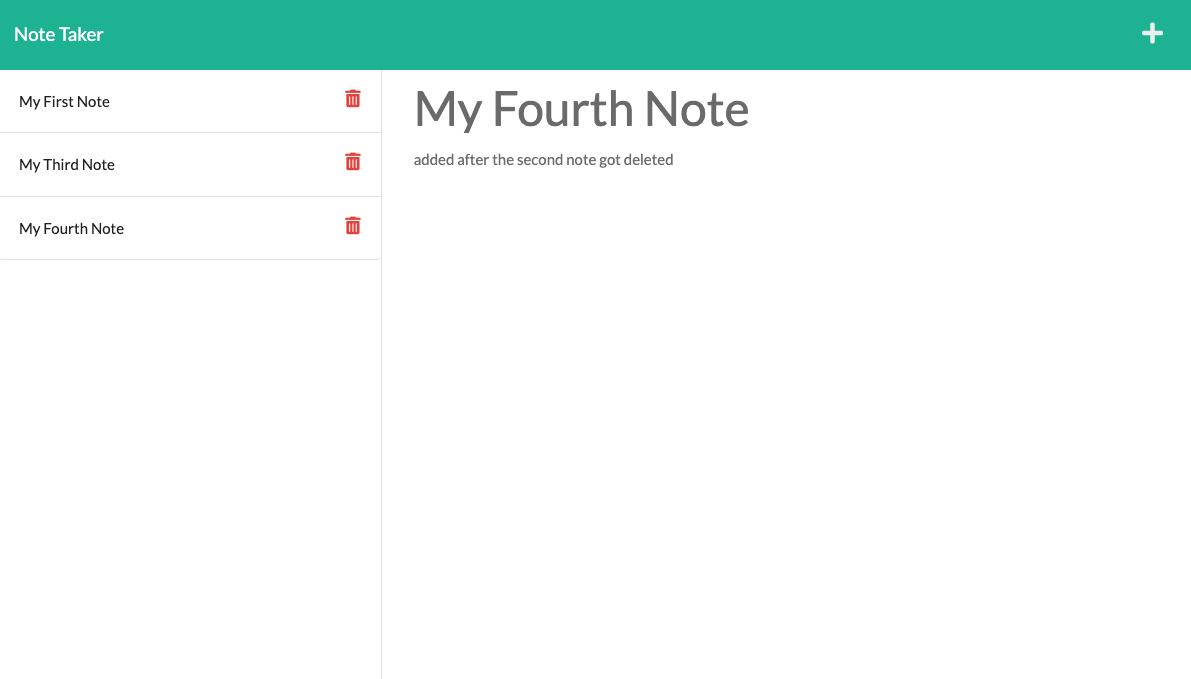 Note Taker
My First Note
My Third Note
My Fourth Note
My Fourth Note
added after the second note got deleted